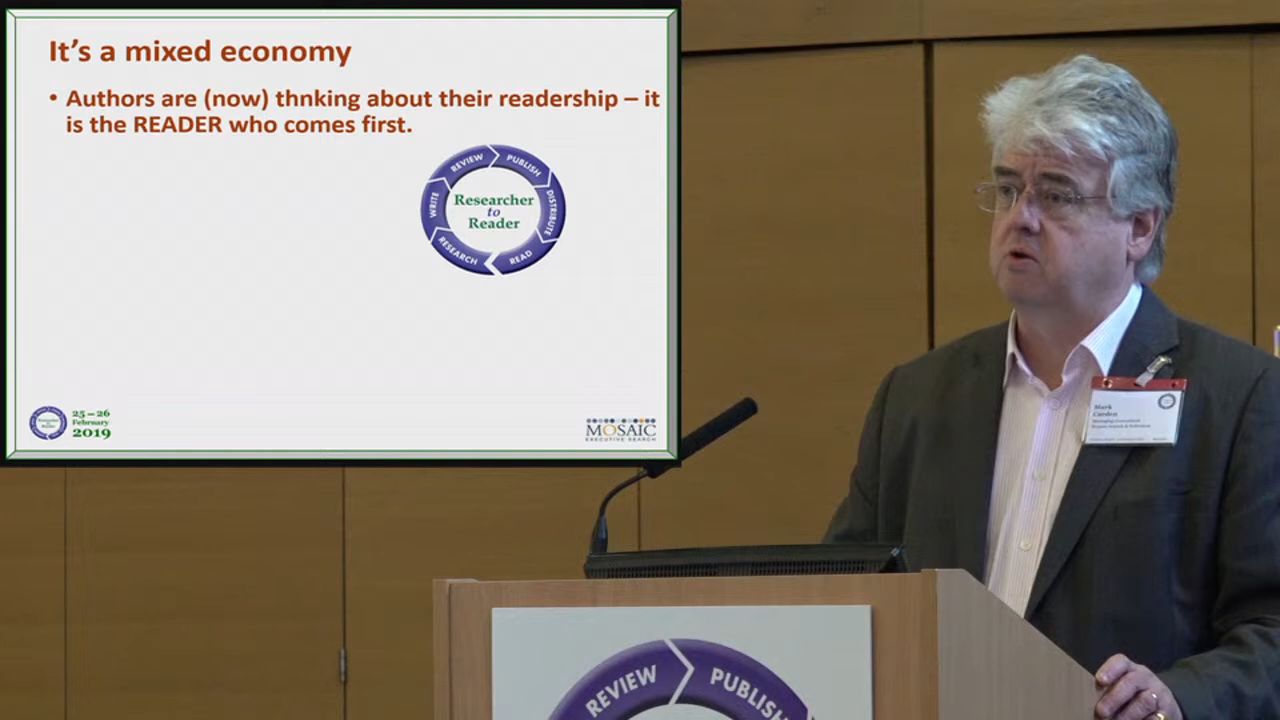 It's a mixed economy
• Authors are (now) thnking about their readership – it
is the READER who comes first.
REVIEW
PUBLISH
DISTRIBUTE
READ
RESEARCH
WRITE
Researcher
to
Reader
25 – 26
February
2019
MOSAIC
EXECUTIVE SEARCH
Mark
Carden
REVIEW
PUBLISH